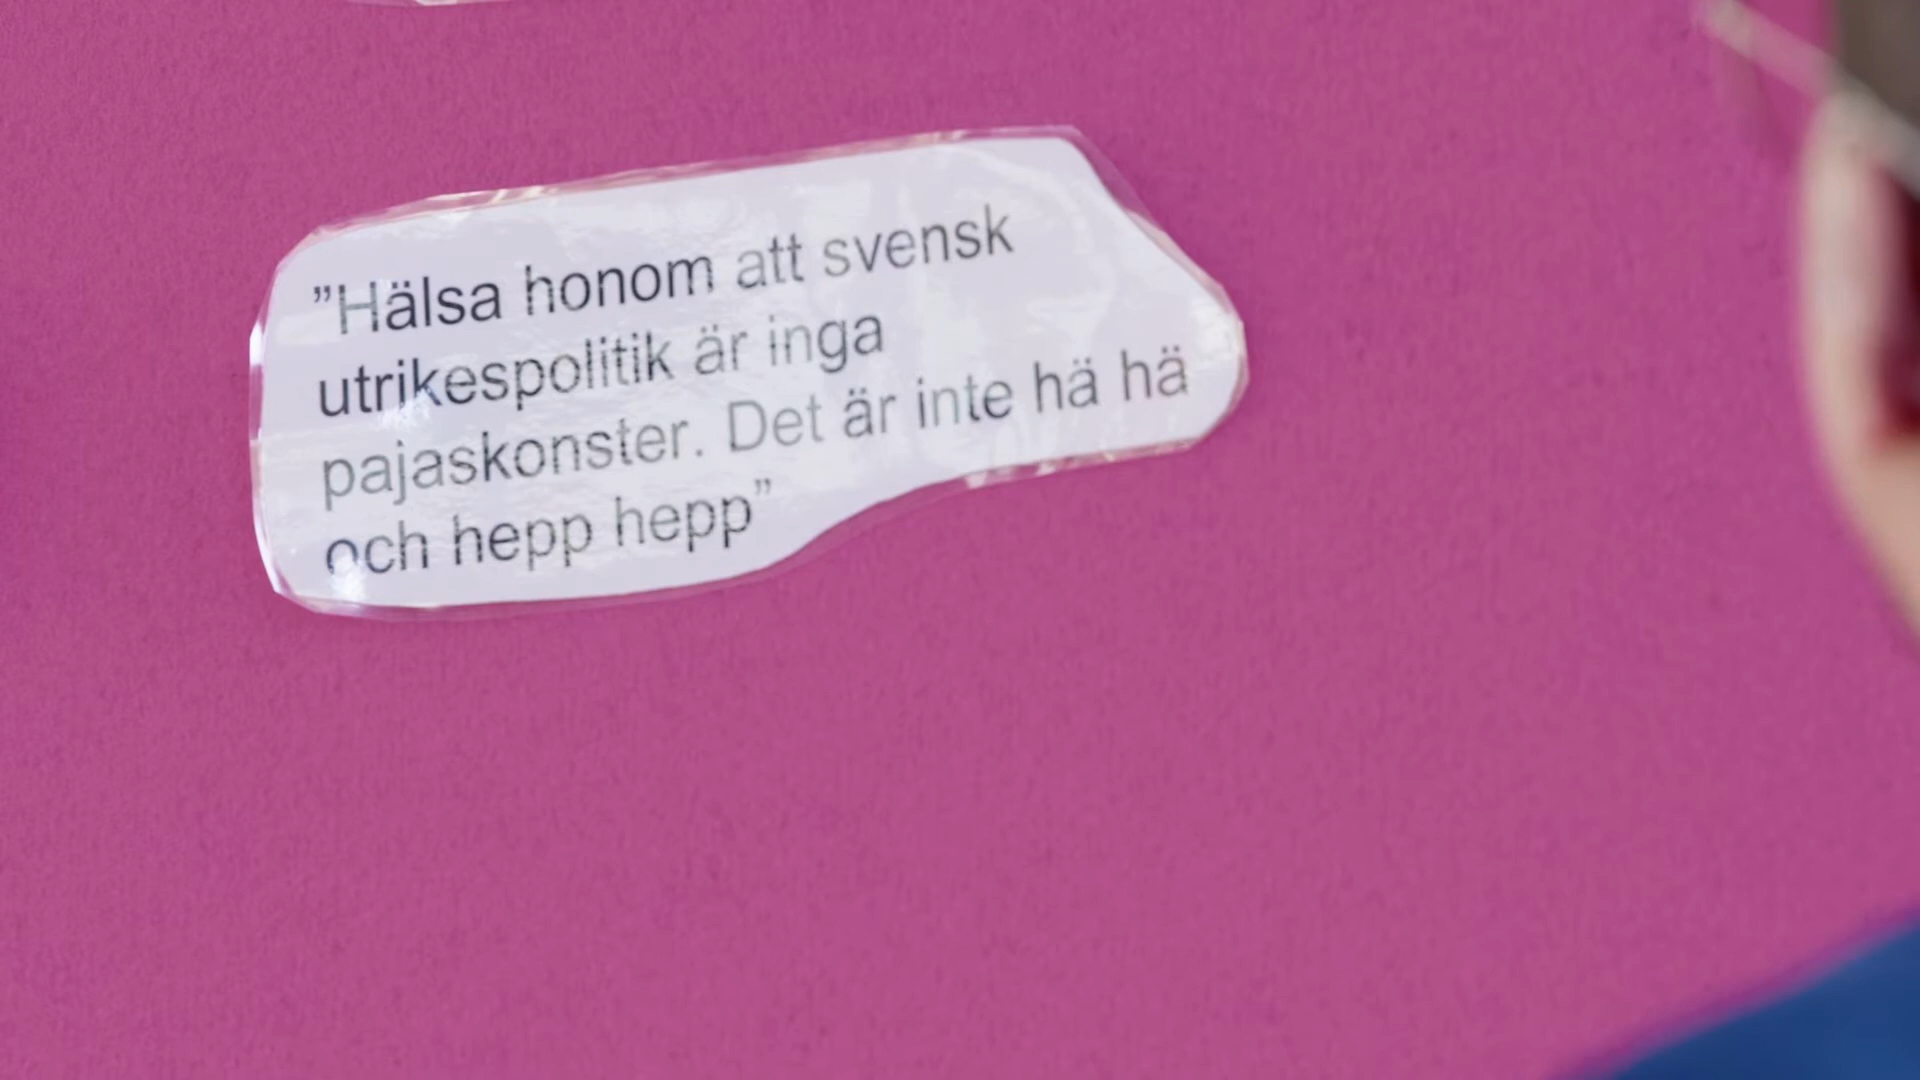 ”Hälsa honom att svensk
utrikespolitik är inga
pajaskonster. Det är inte hä hä
och hepp hepp”